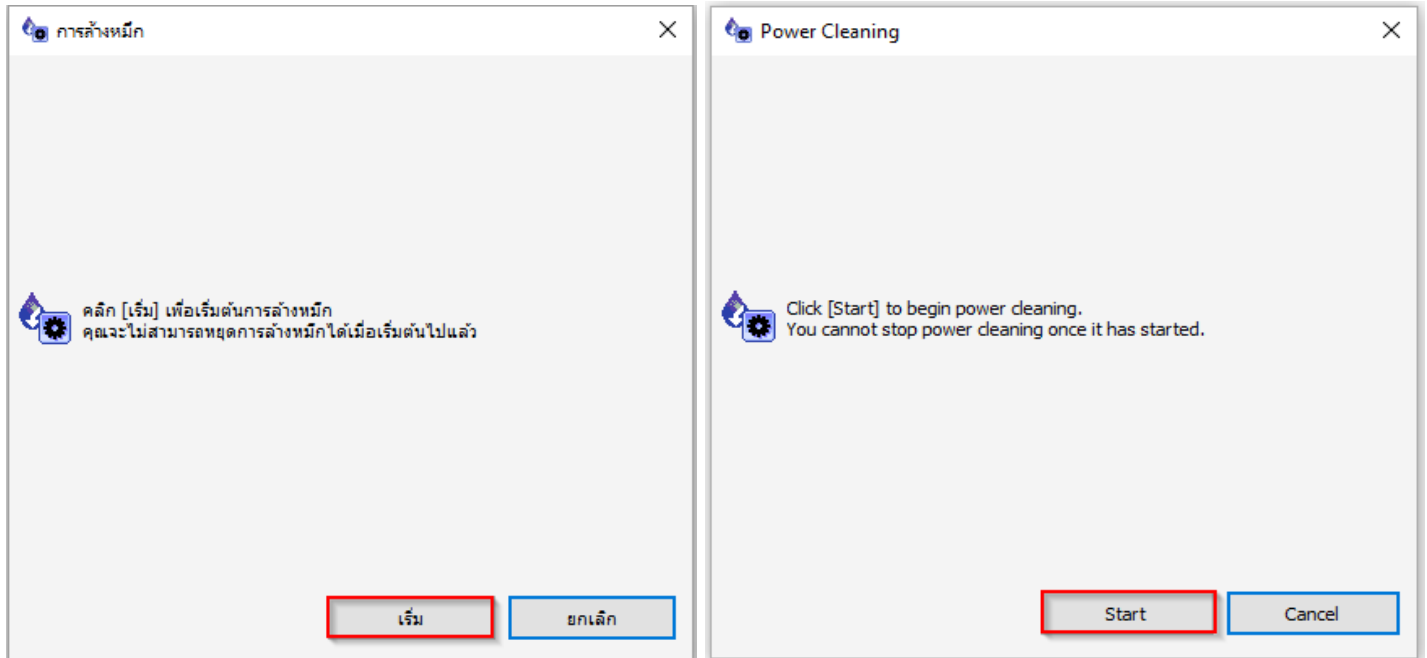 การล้างหมึก
คลิก [เริ่ม] เพื่อเริ่มต้นการล้างหมึก
คุณจะไม่สามารถหยุดการล้างหมึกได้เมื่อเริ่มต้นไปแล้ว
เริ่ม
ยกเลิก
Power Cleaning
Click [Start] to begin power cleaning.
You cannot stop power cleaning once it has started.
Start
Cancel